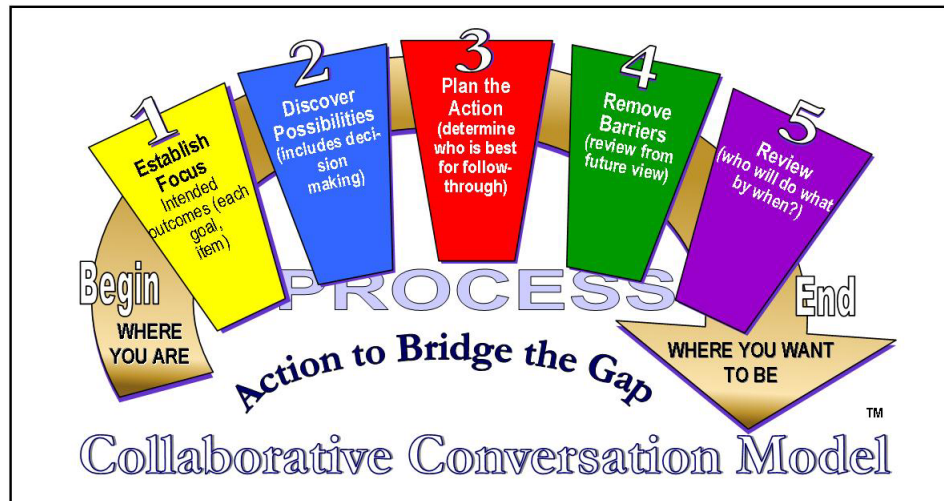 1
Establish
Focus
Intended
outcomes (each
goal,
item)
2
Discover
Possibilities
(includes deci-
sion
making)
3
Plan the
Action
(determine
who is best
for follow-
through)
4
Remove
Barriers
(review from
future view)
5
Review
(who will do what
by when?)
Begin
WHERE
YOU ARE
PROCESS
End
WHERE YOU WANT
TO BE
Action to Bridge the Gap
TM
Collaborative Conversation Model